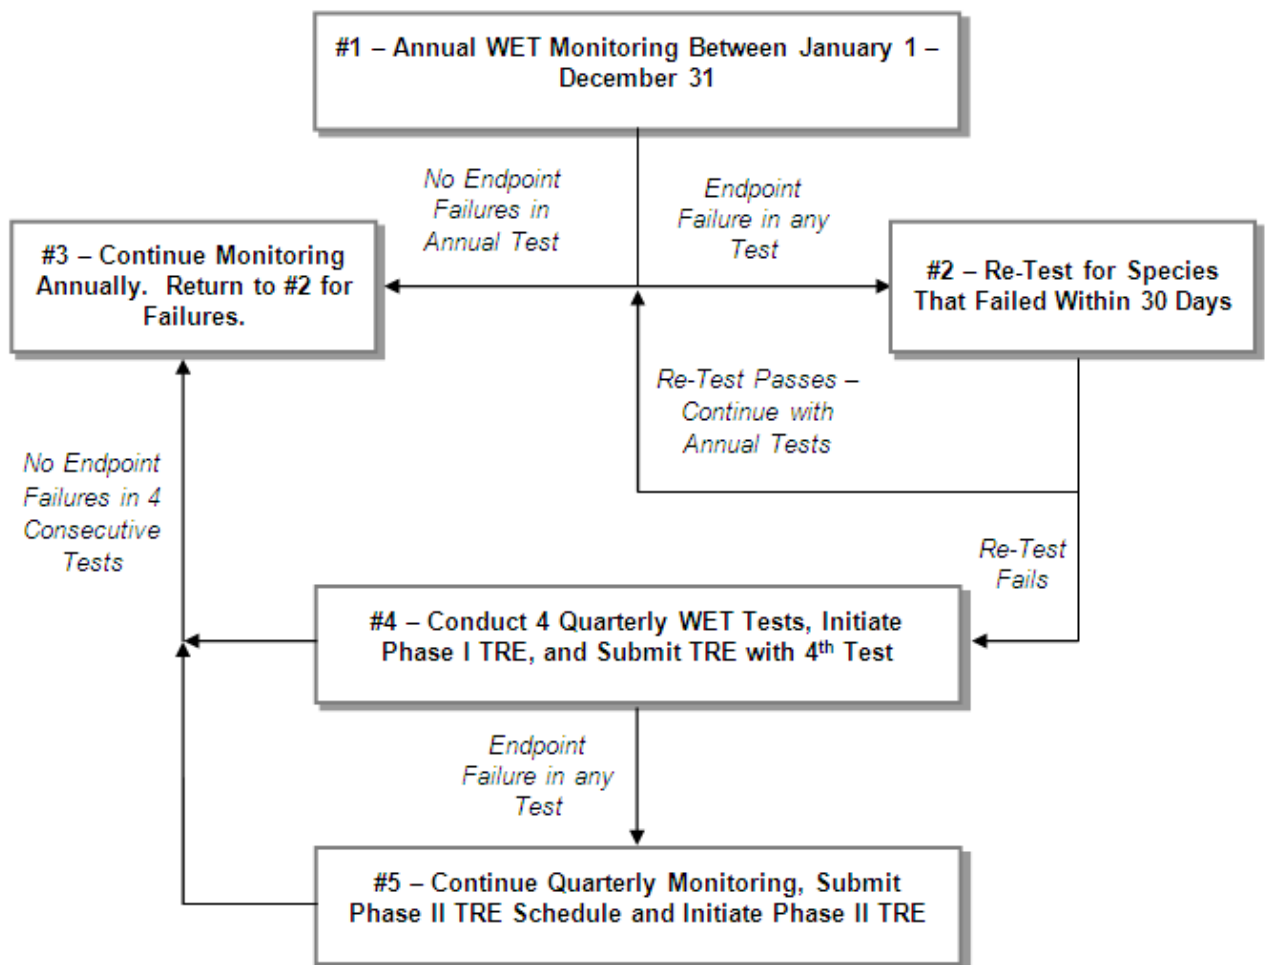 #1 – Annual WET Monitoring Between January 1 –
December 31
No Endpoint
Failures in
Annual Test
Endpoint
Failure in any
Test
#3 – Continue Monitoring
Annually.  Return to #2 for
Failures.
#2 – Re-Test for Species
That Failed Within 30 Days
Re-Test Passes –
Continue with
Annual Tests
No Endpoint
Failures in 4
Consecutive
Tests
Re-Test
Fails
#4 – Conduct 4 Quarterly WET Tests, Initiate
Phase I TRE, and Submit TRE with 4th Test
Endpoint
Failure in any
Test
#5 – Continue Quarterly Monitoring, Submit
Phase II TRE Schedule and Initiate Phase II TRE